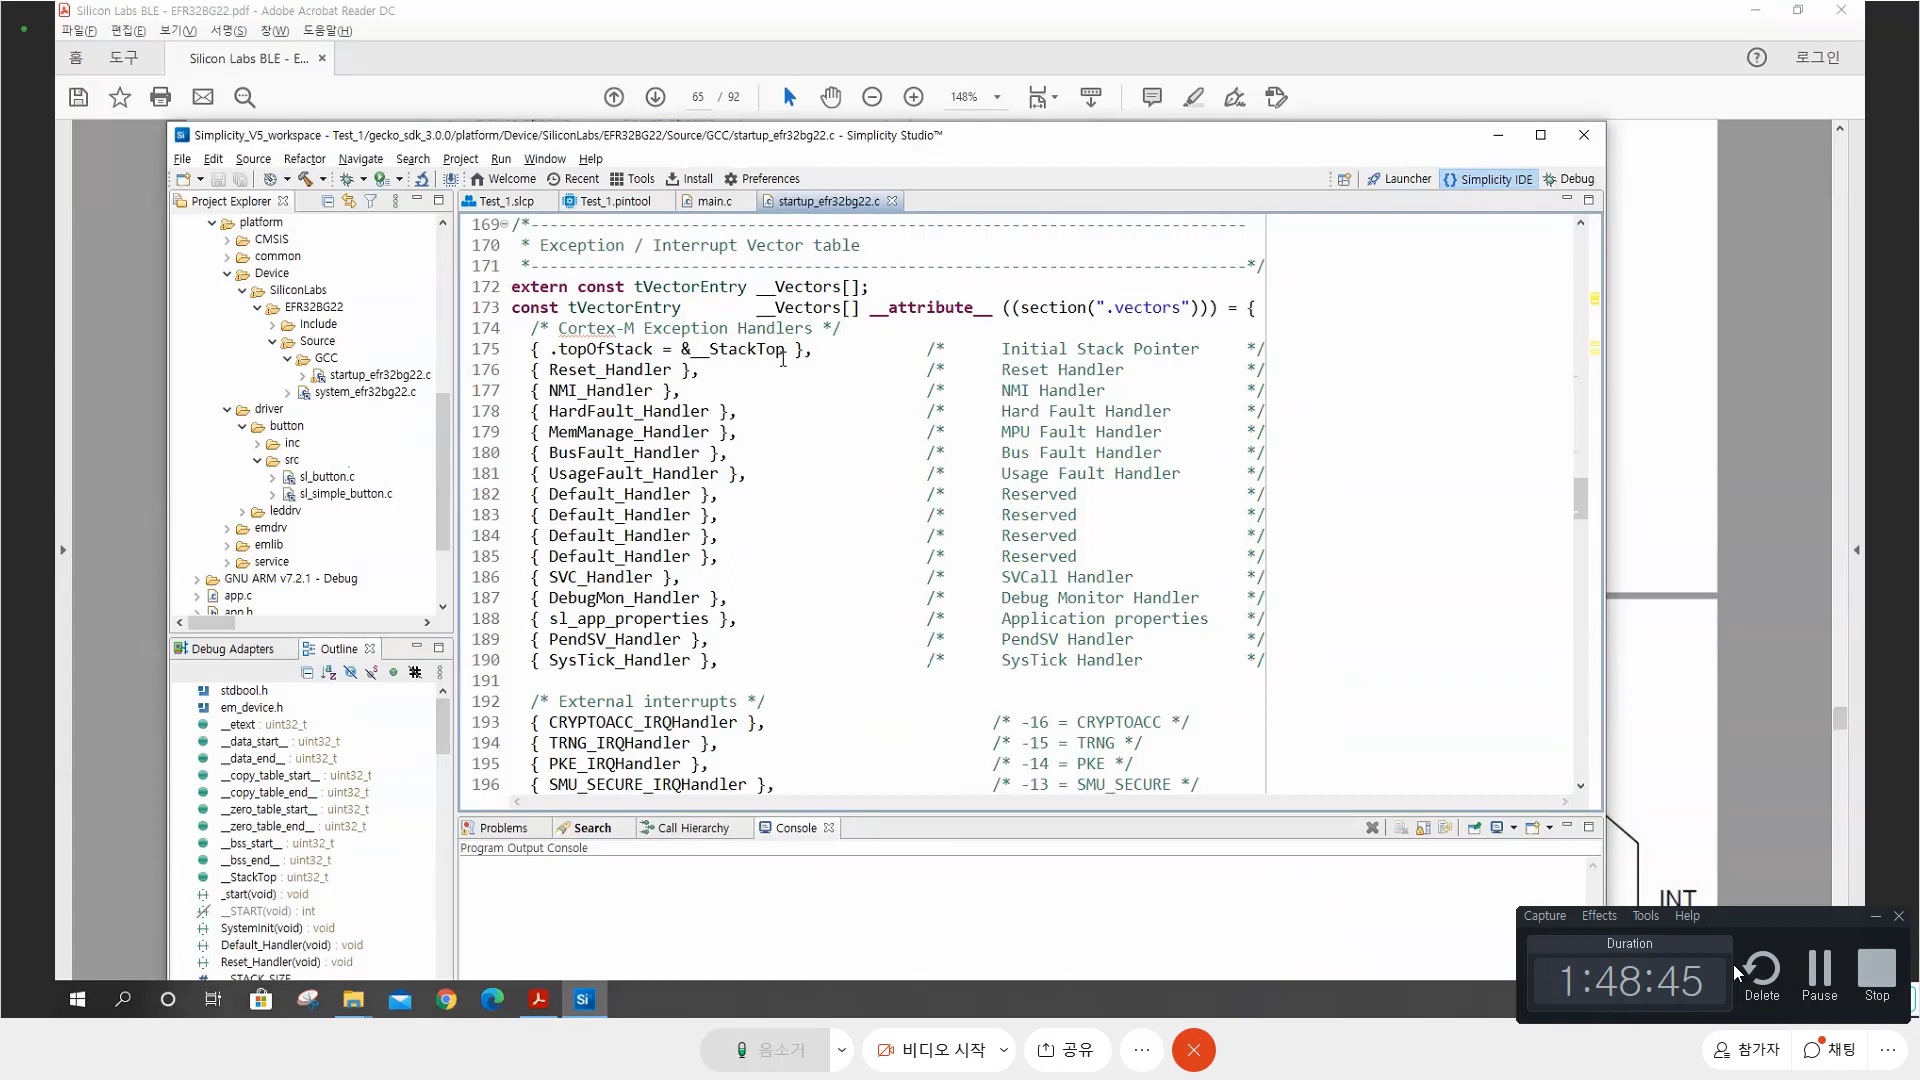 Silicon Labs BLE - EFR32BG22.pdf - Adobe Acrobat Reader DC
파일(F) 편집(E) 보기(V) 서명(S) 창(W) 도움말(H)
홈 도구 Silicon Labs BLE - E... × 로그인
65 / 92 148%
Simplicity_V5_workspace - Test_1/gecko_sdk_3.0.0/platform/Device/SiliconLabs/EFR32BG22/Source/GCC/startup_efr32bg22.c - Simplicity Studio™
File Edit Source Refactor Navigate Search Project Run Window Help
Welcome Recent Tools Install Preferences Launcher {} Simplicity IDE Debug
Project Explorer
platform
CMSIS
common
Device
SiliconLabs
EFR32BG22
Include
Source
GCC
startup_efr32bg22.c
system_efr32bg22.c
driver
button
inc
src
sl_button.c
sl_simple_button.c
leddrv
emdrv
emlib
service
GNU ARM v7.2.1 - Debug
app.c
app.h
Test_1.slcp Test_1.pintool main.c startup_efr32bg22.c
169 /*----------------------------------------------------------------------------
170 * Exception / Interrupt Vector table
171 *----------------------------------------------------------------------------*/
172 extern const tVectorEntry __Vectors[];
173 const tVectorEntry __Vectors[] __attribute__ ((section(".vectors"))) = {
174 /* Cortex-M Exception Handlers */
175 { .topOfStack = &__StackTop }, /* Initial Stack Pointer */
176 { Reset_Handler }, /* Reset Handler */
177 { NMI_Handler }, /* NMI Handler */
178 { HardFault_Handler }, /* Hard Fault Handler */
179 { MemManage_Handler }, /* MPU Fault Handler */
180 { BusFault_Handler }, /* Bus Fault Handler */
181 { UsageFault_Handler }, /* Usage Fault Handler */
182 { Default_Handler }, /* Reserved */
183 { Default_Handler }, /* Reserved */
184 { Default_Handler }, /* Reserved */
185 { Default_Handler }, /* Reserved */
186 { SVC_Handler }, /* SVCall Handler */
187 { DebugMon_Handler }, /* Debug Monitor Handler */
188 { sl_app_properties }, /* Application properties */
189 { PendSV_Handler }, /* PendSV Handler */
190 { SysTick_Handler }, /* SysTick Handler */
191
192 /* External interrupts */
193 { CRYPTOACC_IRQHandler }, /* -16 = CRYPTOACC */
194 { TRNG_IRQHandler }, /* -15 = TRNG */
195 { PKE_IRQHandler }, /* -14 = PKE */
196 { SMU_SECURE_IRQHandler }, /* -13 = SMU_SECURE */
Debug Adapters Outline
stdbool.h
em_device.h
__etext : uint32_t
__data_start__ : uint32_t
__data_end__ : uint32_t
__copy_table_start__ : uint32_t
__copy_table_end__ : uint32_t
__zero_table_start__ : uint32_t
__zero_table_end__ : uint32_t
__bss_start__ : uint32_t
__bss_end__ : uint32_t
__StackTop : uint32_t
_start(void) : void
__START(void) : int
SystemInit(void) : void
Default_Handler(void) : void
Reset_Handler(void) : void
__STACK_SIZE
Problems Search Call Hierarchy Console
Program Output Console
INT
Capture Effects Tools Help
Duration
1:48:45
Delete Pause Stop
음소거 비디오 시작 공유 참가자 채팅